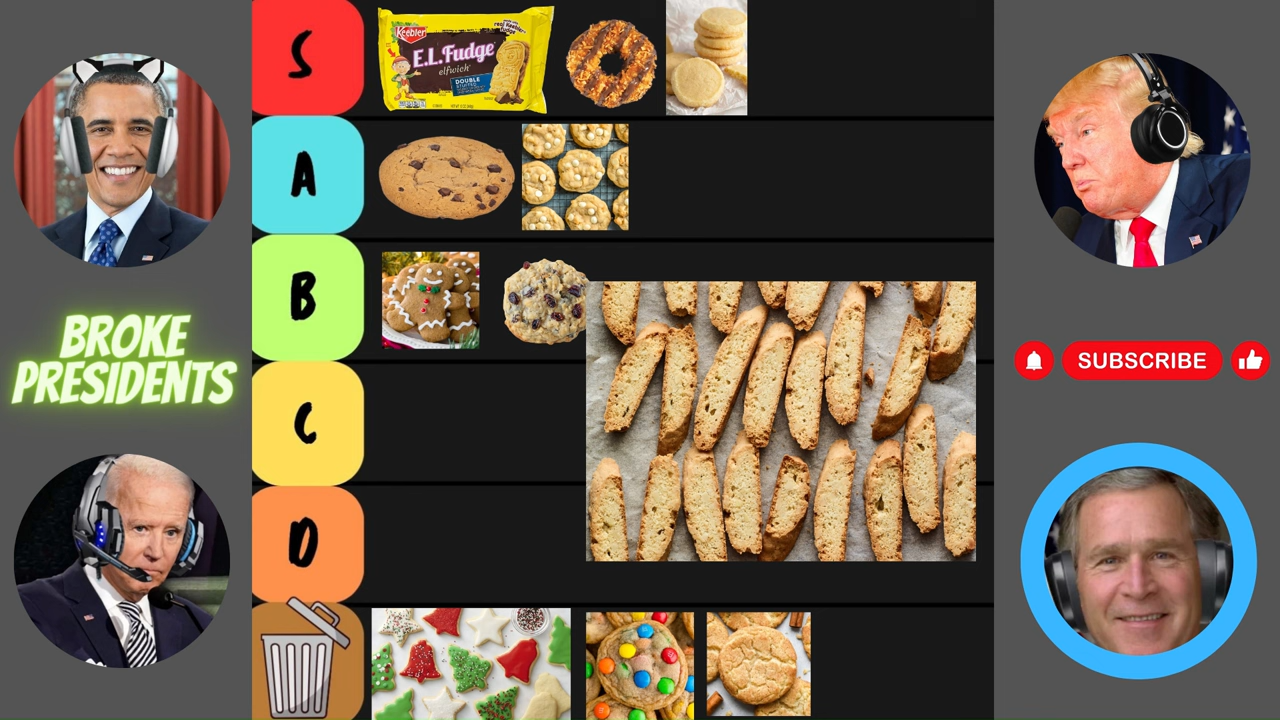 S
Keebler
E.L.Fudge
elfwich
DOUBLE
STUFFED
A
B
BROKE
PRESIDENTS
SUBSCRIBE
C
D